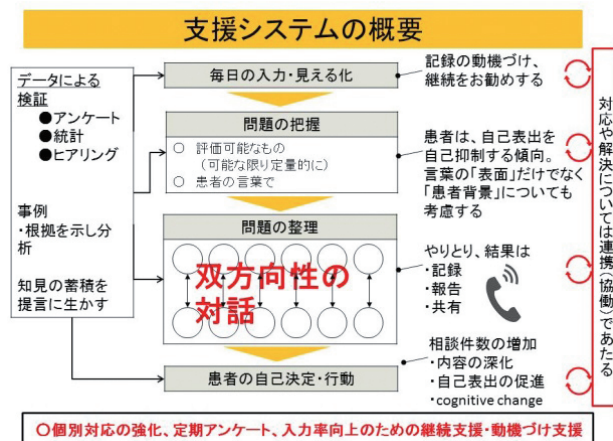 支援システムの概要
データによる
検証
●アンケート
●統計
●ヒアリング
事例
・根拠を示し分
析
知見の蓄積を
提言に生かす
毎日の入力・見える化
問題の把握
○ 評価可能なもの
(可能な限り定量的に)
○ 患者の言葉で
問題の整理
双方向性の
対話
患者の自己決定・行動
記録の動機づけ、
継続をお勧めする
患者は、自己表出を
自己抑制する傾向。
言葉の「表面」だけでなく
「患者背景」についても
考慮する
やりとり、結果は
・記録
・報告
・共有
相談件数の増加
・内容の深化
・自己表出の促進
・cognitive change
対応や解決については連携(協働)であたる
○個別対応の強化、定期アンケート、入力率向上のための継続支援・動機づけ支援